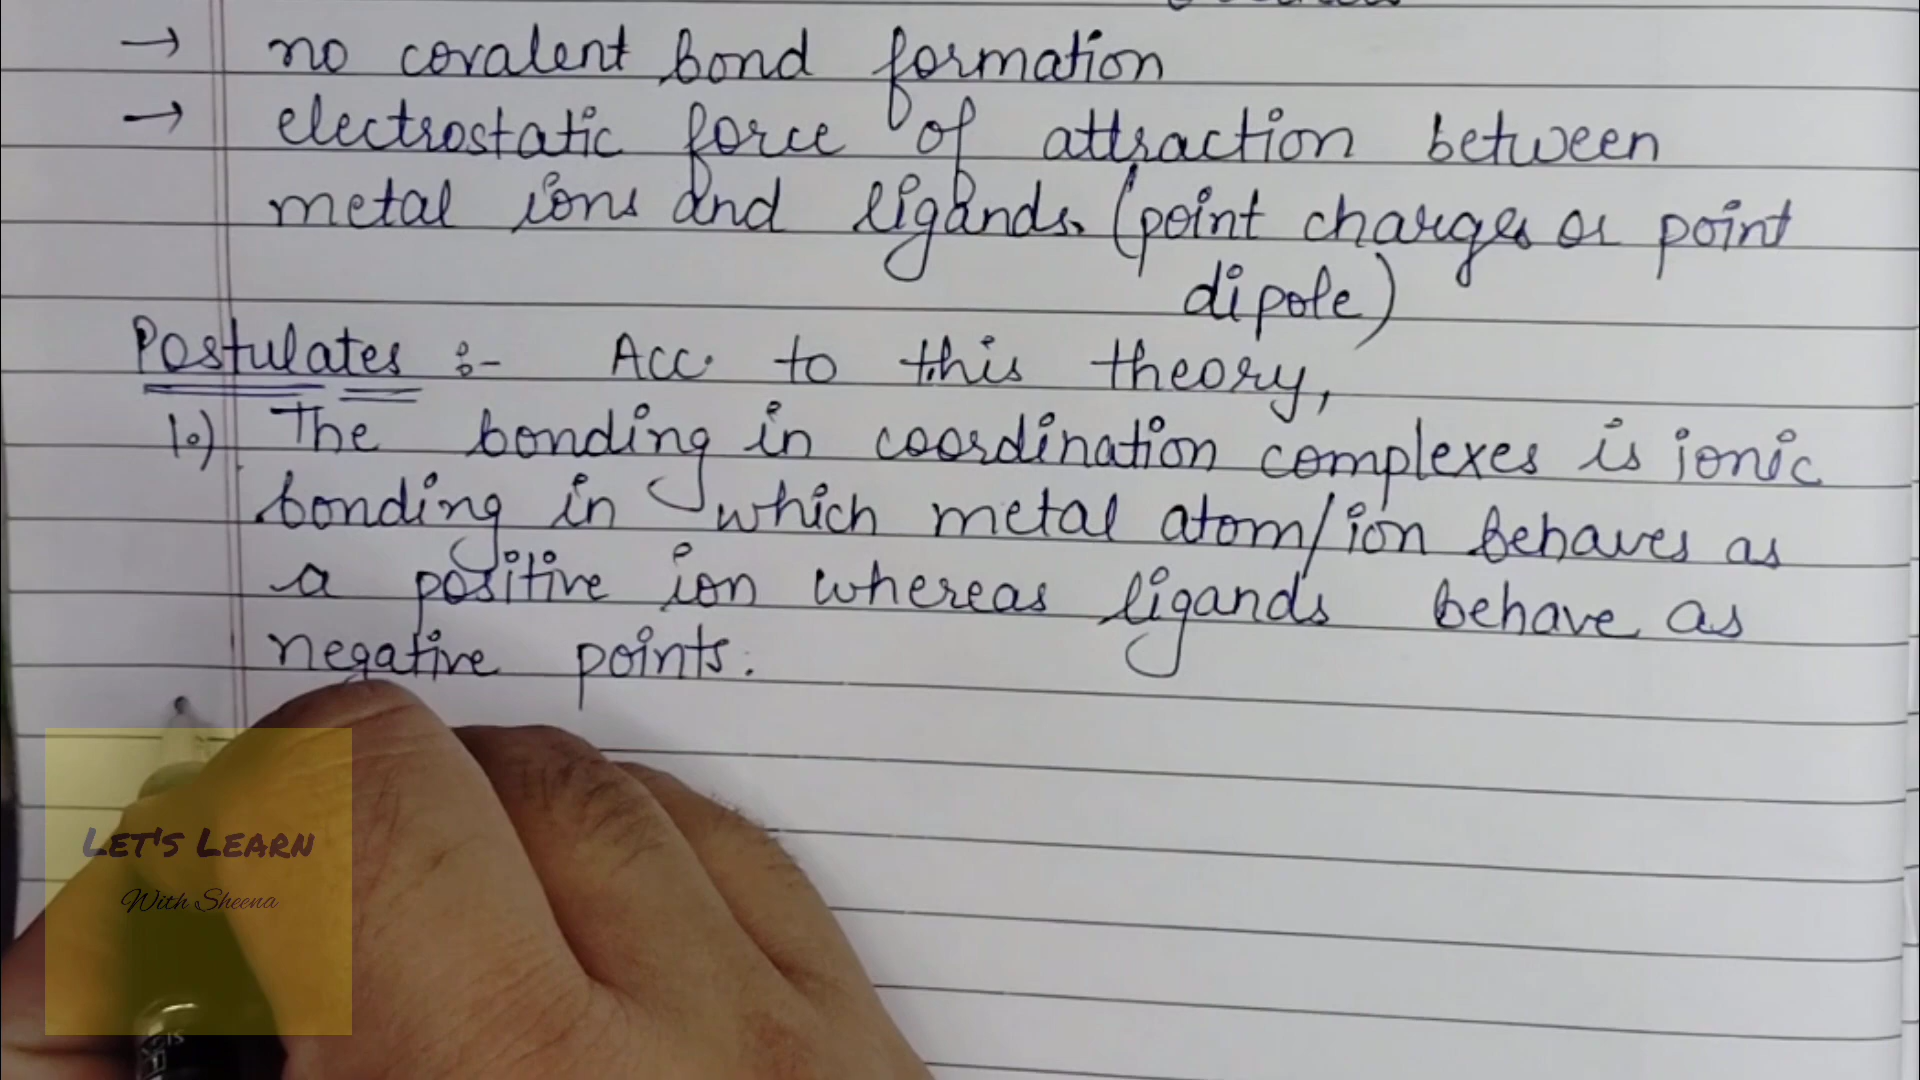 → no covalent bond formation
→ electrostatic force of attraction between
metal ions and ligands. (point charges or point
dipole)
Postulates :- Acc. to this theory,
1.) The bonding in coordination complexes is ionic
bonding in which metal atom/ion behaves as
a positive ion whereas ligands behave as
negative points.
LET'S LEARN
With Sheena